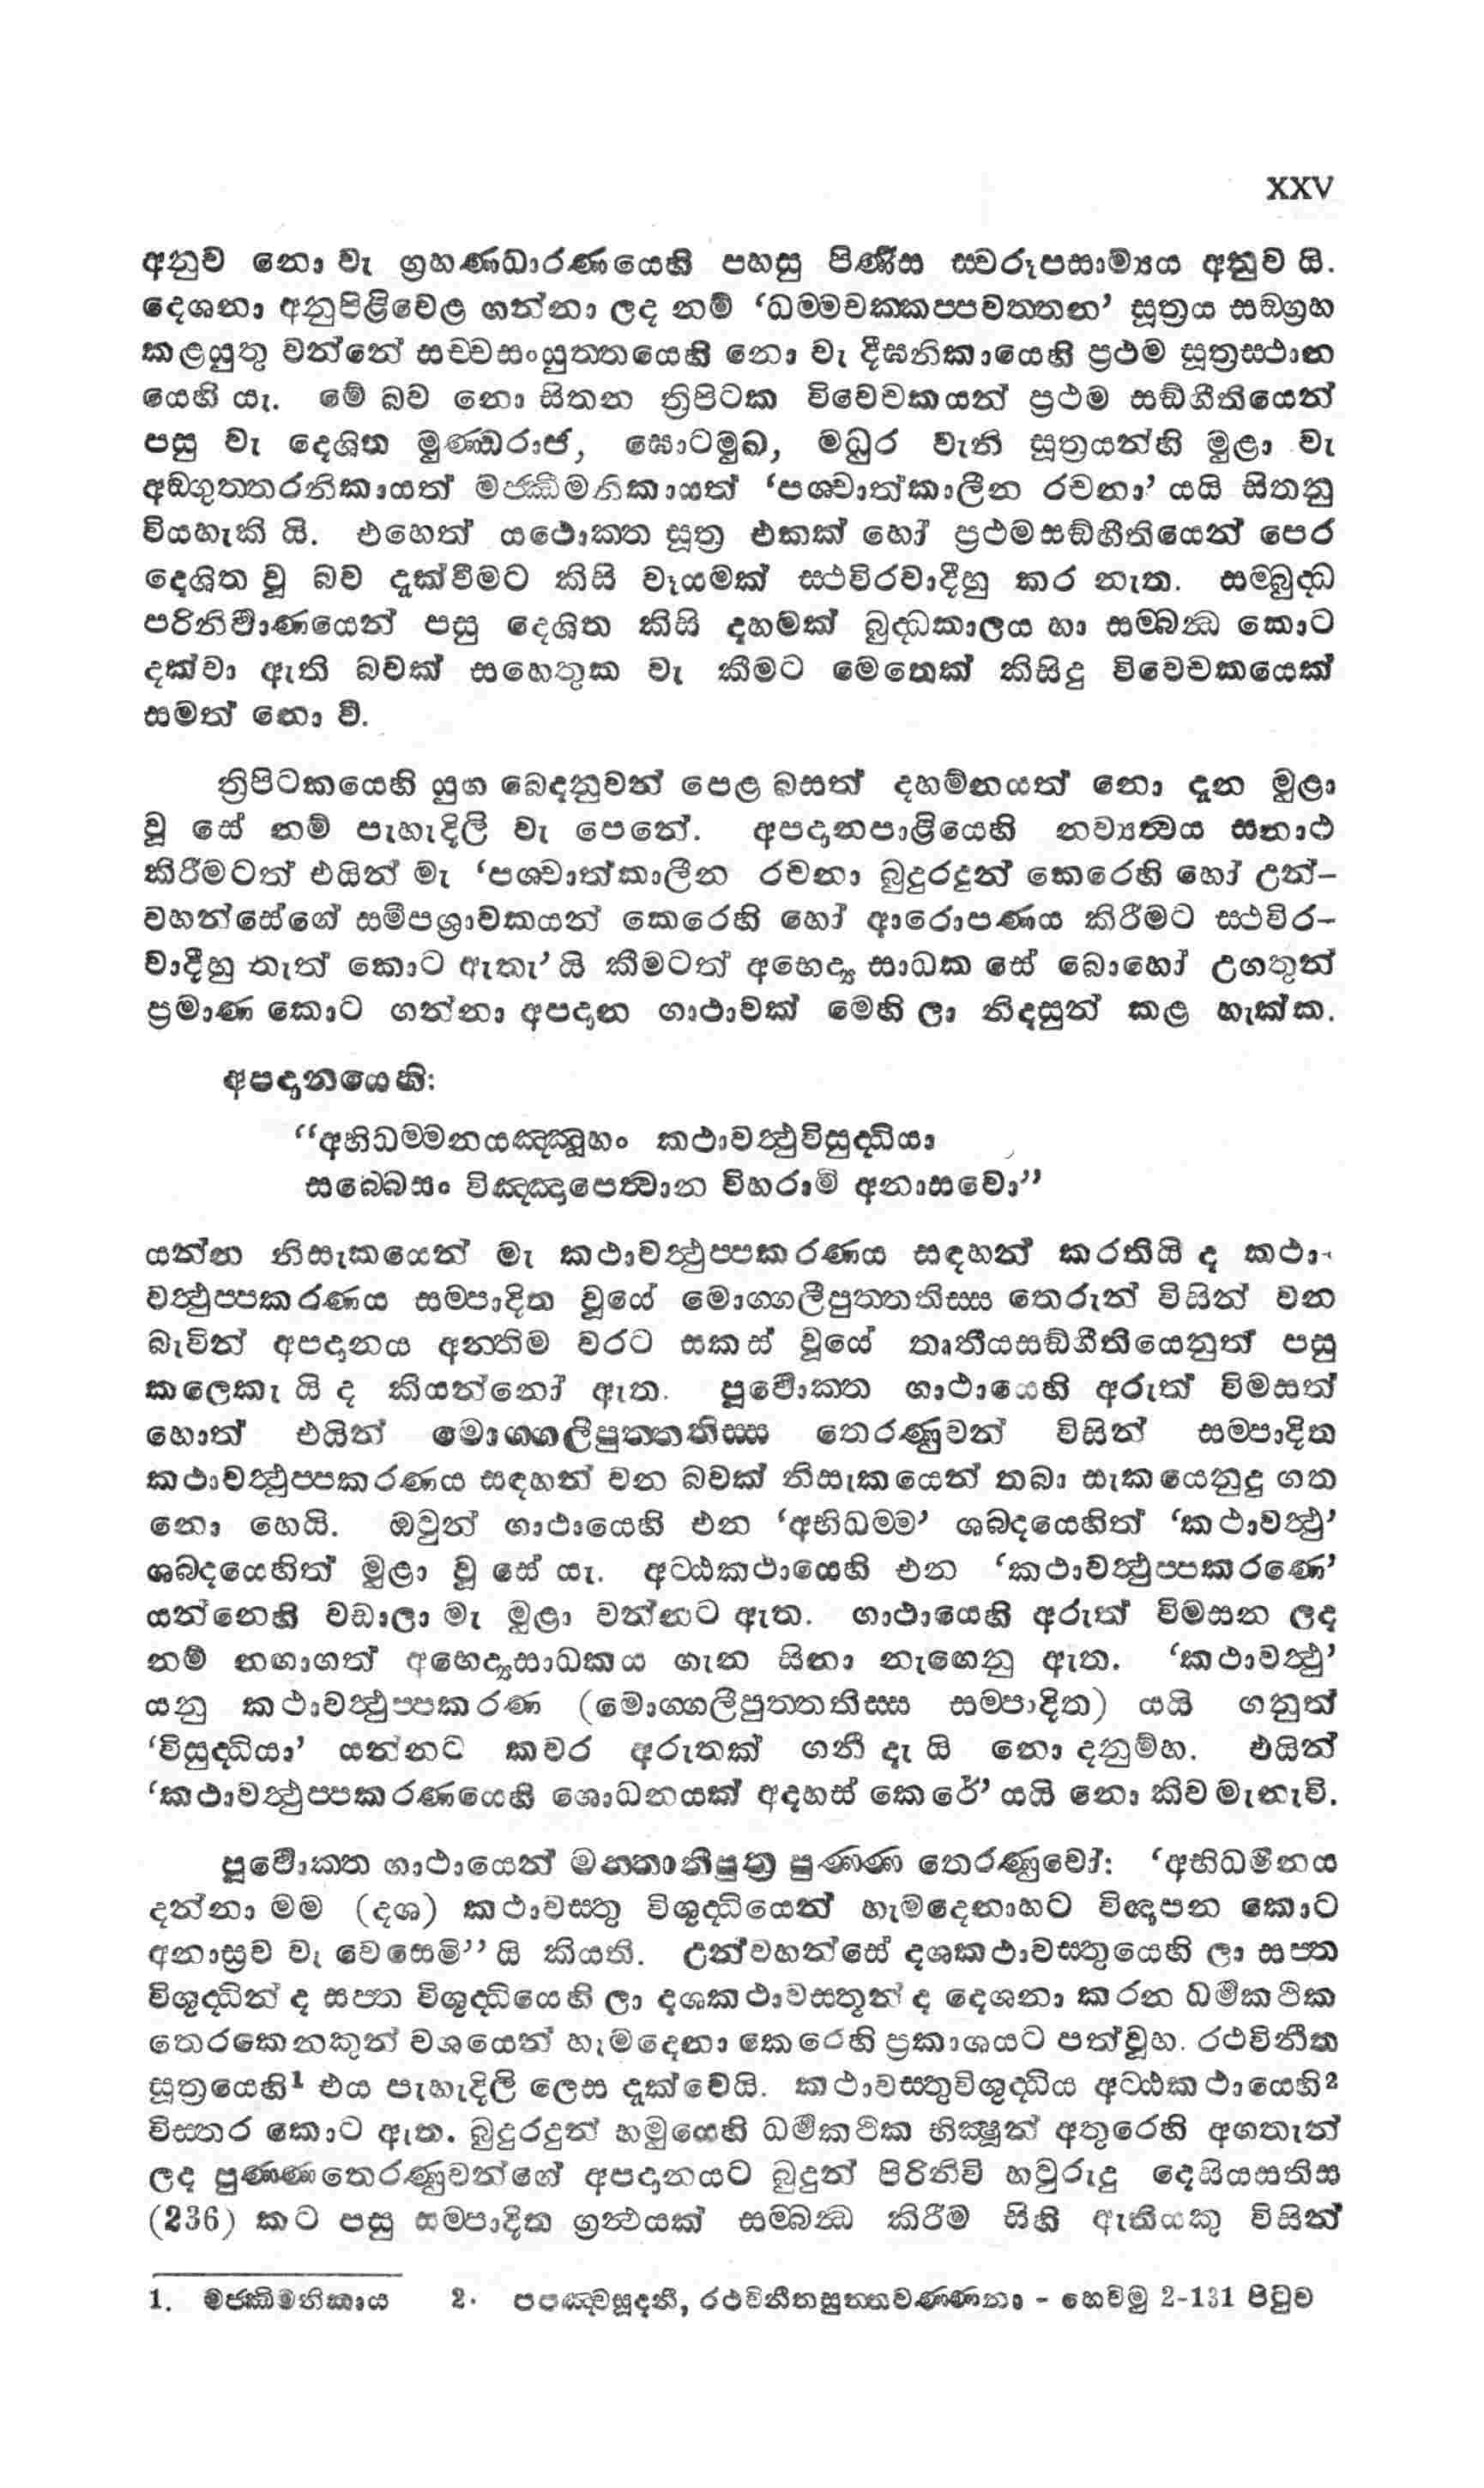 XXV
අනුව නො වැ ග්‍රහණධාරණයෙහි පහසු පිණිස ස්වරූපසාම්‍යය අනුව යි.
දෙශනා අනුපිළිවෙළ ගන්නා ලද නම් ‘ධම්මචක්කප්පවත්තන’ සූත්‍රය සඞ්ග්‍රහ
කළයුතු වන්නේ සච්චසංයුත්තයෙහි නො වැ දීඝනිකායෙහි ප්‍රථම සූත්‍රස්ථාන
යෙහි යැ. මේ බව නො සිතන ත්‍රිපිටක විවෙචකයන් ප්‍රථම සඞ්ගීතියෙන්
පසු වැ දෙශිත මුණ්ඩරාජ, ඝොටමුඛ, මධුර වැනි සූත්‍රයන්හි මුළා වැ
අඞ්ගුත්තරනිකායත් මජ්ඣිමනිකායත් ‘පශ්චාත්කාලීන රචනා’ යයි සිතනු
වියහැකි යි. එහෙත් යථොක්ත සූත්‍ර එකක් හෝ ප්‍රථමසඞ්ගීතියෙන් පෙර
දෙශිත වූ බව දැක්වීමට කිසි වෑයමක් ස්ථවිරවාදීහු කර නැත. සම්බුද්ධ
පරිනිර්වාණයෙන් පසු දෙශිත කිසි දහමක් බුද්ධකාලය හා සම්බන්ධ කොට
දක්වා ඇති බවක් සහෙතුක වැ කීමට මෙතෙක් කිසිදු විවෙචකයෙක්
සමත් නො වී.
ත්‍රිපිටකයෙහි යුග බෙදනුවන් පෙළ බසත් දහම්නයත් නො දැන මුළා
වූ සේ නම් පැහැදිලි වැ පෙනේ. අපදානපාළියෙහි නව්‍යත්වය සනාථ
කිරීමටත් එයින් මැ ‘පශ්චාත්කාලීන රචනා බුදුරදුන් කෙරෙහි හෝ උන්-
වහන්සේගේ සමීපශ්‍රාවකයන් කෙරෙහි හෝ ආරොපණය කිරීමට ස්ථවිර-
වාදීහු තැත් කොට ඇතැ’ යි කීමටත් අභෙද්‍ය සාධක සේ බොහෝ උගතුන්
ප්‍රමාණ කොට ගන්නා අපදාන ගාථාවක් මෙහි ලා නිදසුන් කළ හැක්ක.
අපදානයෙහි:
“අභිධම්මනයඤ්ඤූහං කථාවත්ථුවිසුද්ධියා
සබ්බෙසං විඤ්ඤාපෙත්වාන විහරාමි අනාසවො”
යන්න නිසැකයෙන් මැ කථාවත්ථුප්පකරණය සඳහන් කරතියි ද කථා-
වත්ථුප්පකරණය සම්පාදිත වූයේ මොග්ගලීපුත්තතිස්ස තෙරුන් විසින් වන
බැවින් අපදානය අන්තිම වරට සකස් වූයේ තෘතීයසඞ්ගීතියෙනුත් පසු
කලෙකැ යි ද කියන්නෝ ඇත. පූර්වොක්ත ගාථායෙහි අරුත් විමසත්
හොත් එයින් මොග්ගලීපුත්තතිස්ස තෙරණුවන් විසින් සම්පාදිත
කථාවත්ථුප්පකරණය සඳහන් වන බවක් නිසැකයෙන් තබා සැකයෙනුදු ගත
නො හෙයි. ඔවුන් ගාථායෙහි එන ‘අභිධම්ම’ ශබ්දයෙහිත් ‘කථාවත්ථු’
ශබ්දයෙහිත් මුළා වූ සේ යැ. අට්ඨකථායෙහි එන ‘කථාවත්ථුප්පකරණෙ’
යන්නෙහි වඩාලා මැ මුළා වන්නට ඇත. ගාථායෙහි අරුත් විමසන ලද
නම් නඟාගත් අභෙද්‍යසාධකය ගැන සිනා නැඟෙනු ඇත. ‘කථාවත්ථු’
යනු කථාවත්ථුප්පකරණ (මොග්ගලීපුත්තතිස්ස සම්පාදිත) යයි ගනුත්
‘විසුද්ධියා’ යන්නට කවර අරුතක් ගනී දැ යි නො දනුම්හ. එයින්
‘කථාවත්ථුප්පකරණයෙහි ශොධනයක් අදහස් කෙරේ’ යයි නො කිව මැනැවි.
පූර්වොක්ත ගාථායෙන් මන්තානිපුත්‍ර පුණ්ණ තෙරණුවෝ: ‘අභිධර්මනය
දන්නා මම (දශ) කථාවස්තු විශුද්ධියෙන් හැමදෙනාහට විඥාපන කොට
අනාස්‍රව වැ වෙසෙමි” යි කියති. උන්වහන්සේ දශකථාවස්තුයෙහි ලා සප්ත
විශුද්ධින් ද සප්ත විශුද්ධියෙහි ලා දශකථාවස්තූන් ද දෙශනා කරන ධර්මකථික
තෙරකෙනකුන් වශයෙන් හැමදෙනා කෙරෙහි ප්‍රකාශයට පත්වූහ. රථවිනීත
සූත්‍රයෙහි¹ එය පැහැදිලි ලෙස දැක්වෙයි. කථාවස්තුවිශුද්ධිය අට්ඨකථායෙහි²
විස්තර කොට ඇත. බුදුරදුන් හමුයෙහි ධර්මකථික භික්ෂූන් අතුරෙහි අගතැන්
ලද පුණ්ණතෙරණුවන්ගේ අපදානයට බුදුන් පිරිනිවි හවුරුදු දෙසියසතිස
(236) කට පසු සම්පාදිත ග්‍රන්ථයක් සම්බන්ධ කිරීම සිහි ඇතියකු විසින්
1. මජ්ඣිමනිකාය 2. පපඤ්චසූදනී, රථවිනීතසුත්තවණ්ණනා - හෙවිමු 2-131 පිටුව